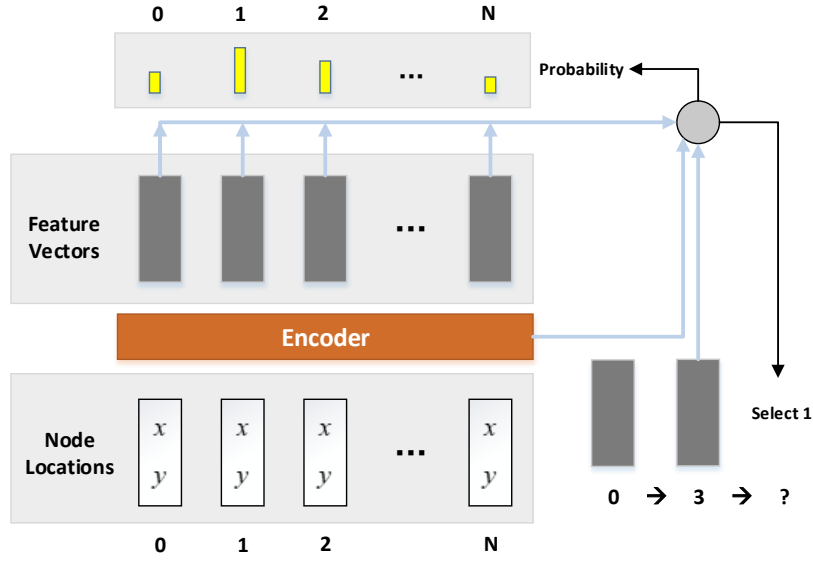 0 1 2 N
... Probability
Feature
Vectors
...
Encoder
Node
Locations
x x x ... x
y y y y
Select 1
0 → 3 → ?
0 1 2 N